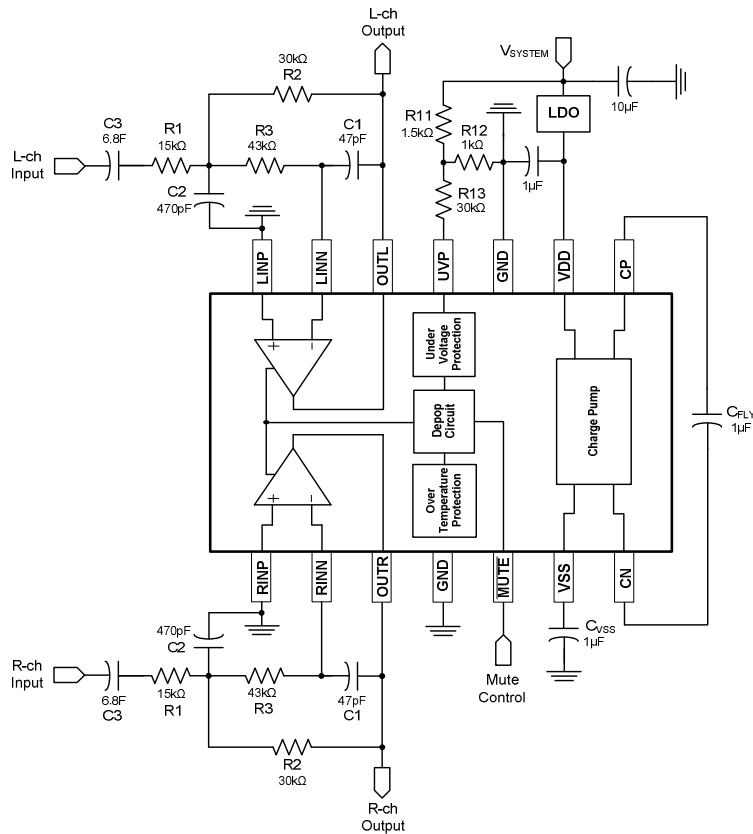 L-ch
Output
30kΩ
R2
VSYSTEM
10µF
LDO
C3
6.8F
R1
15kΩ
R3
43kΩ
C1
47pF
R11
1.5kΩ
R12
1kΩ
1µF
L-ch
Input
C2
470pF
R13
30kΩ
LINP
LINN
OUTL
UVP
GND
VDD
CP
+
−
Under
Voltage
Protection
Depop
Circuit
Over
Temperature
Protection
Charge Pump
CFLY
1µF
+
−
RINP
RINN
OUTR
GND
MUTE
VSS
CN
470pF
C2
CVSS
1µF
R-ch
Input
6.8F
C3
15kΩ
R1
43kΩ
R3
47pF
C1
Mute
Control
R2
30kΩ
R-ch
Output